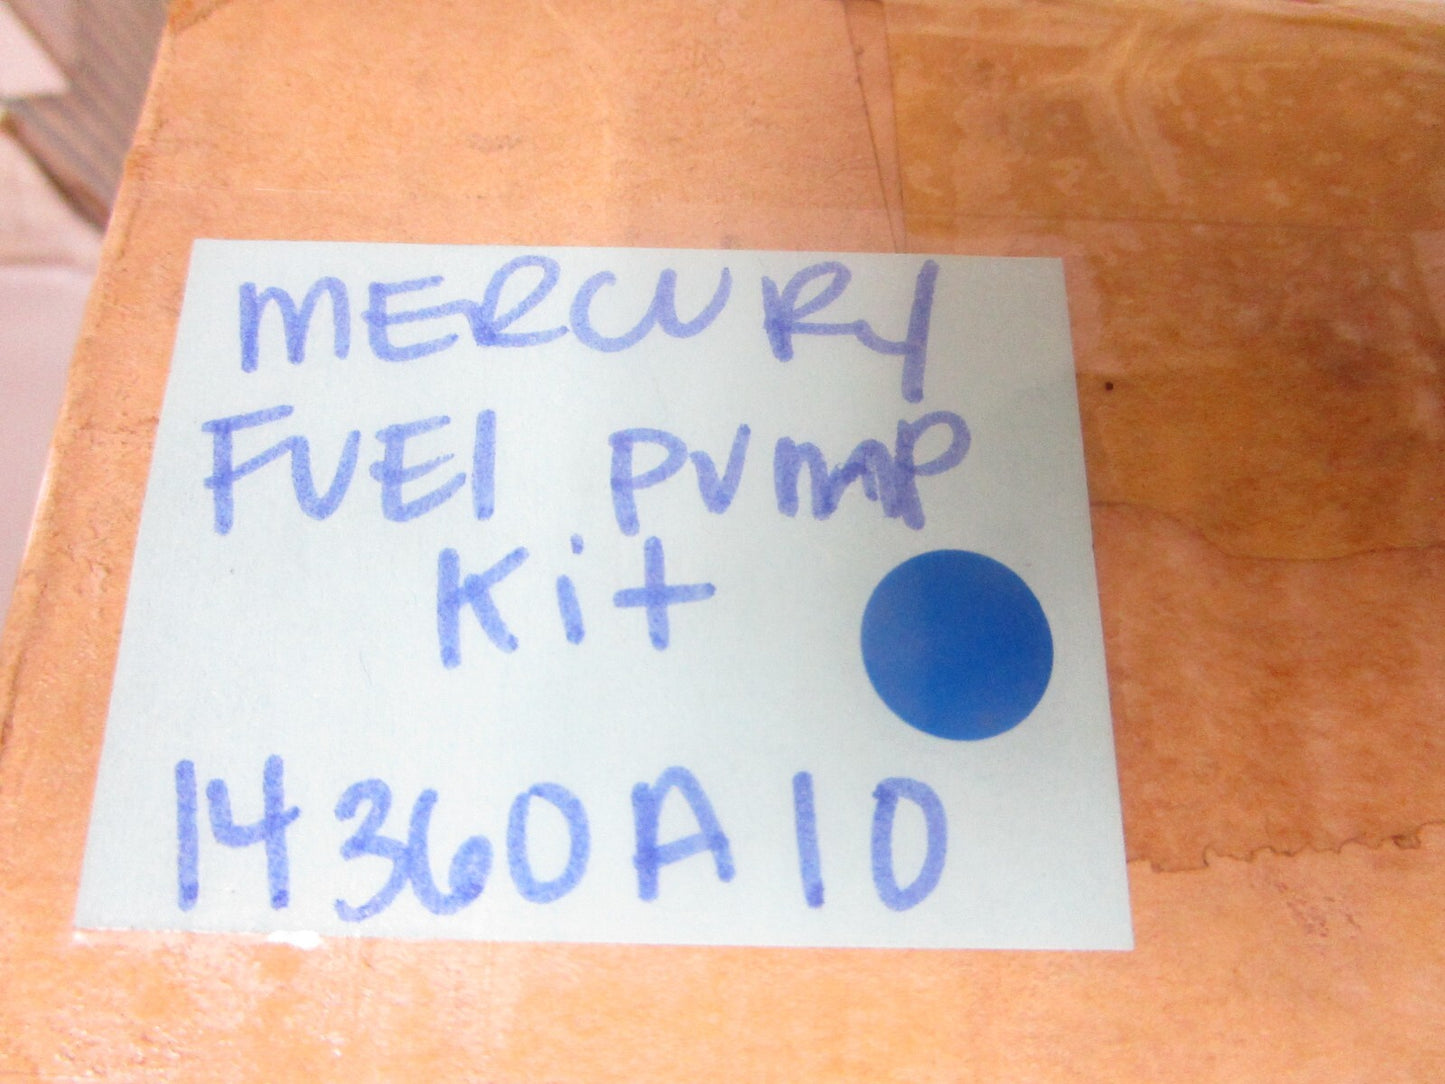 MERCURY
FUEl PUMP
Kit
14360A10